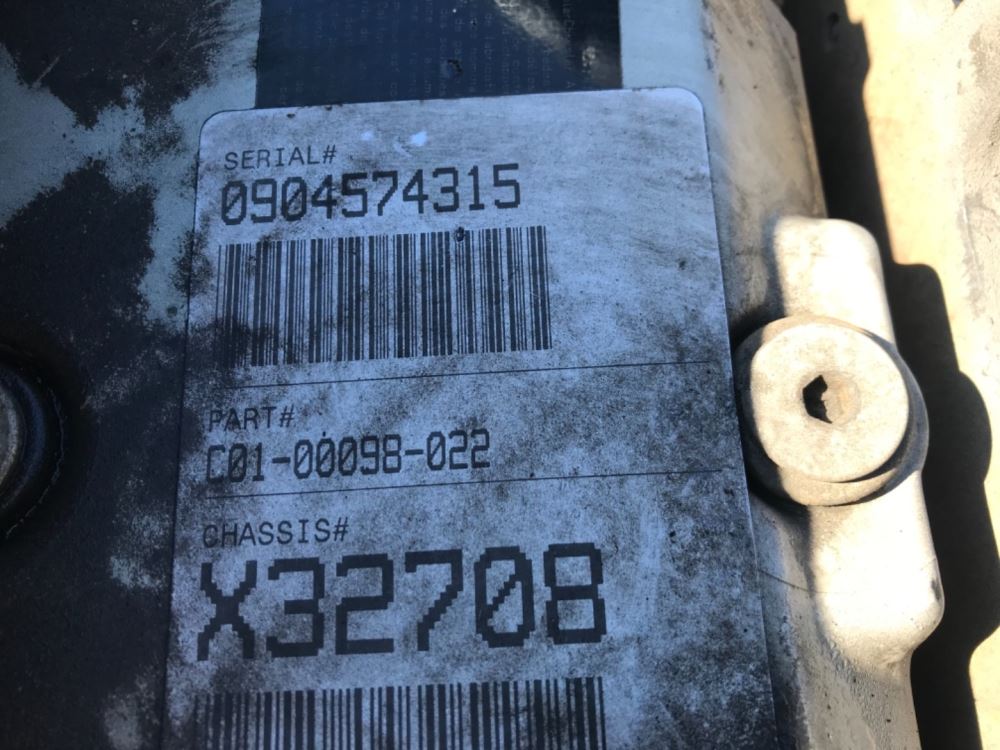 SERIAL#
0904574315
PART#
C01-00098-022
CHASSIS#
X32708